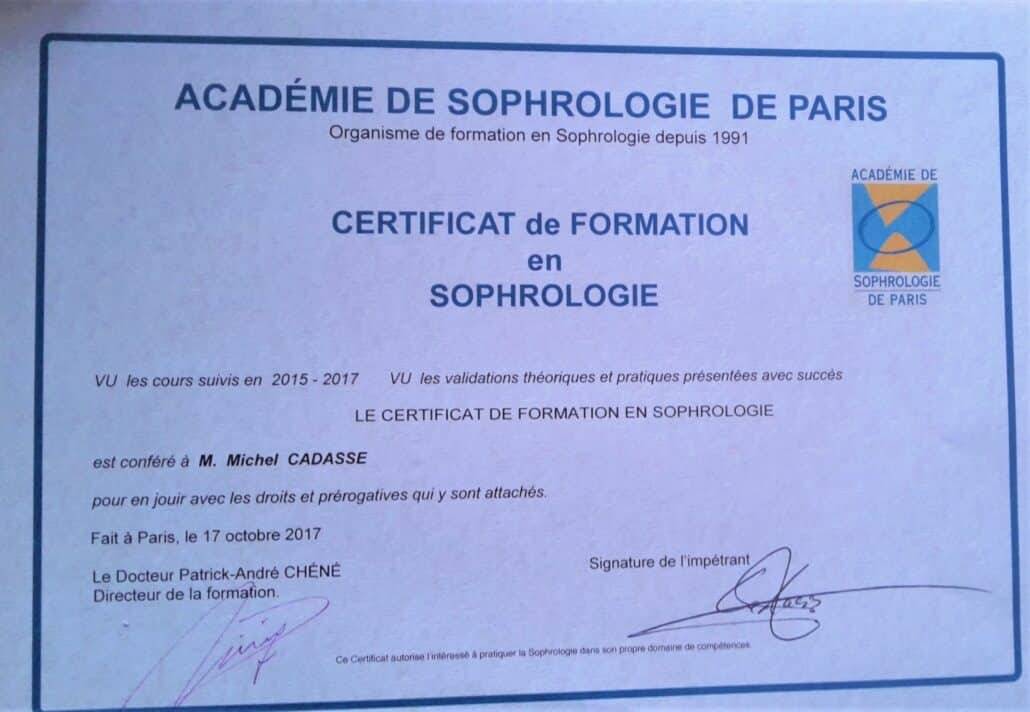 ACADÉMIE DE SOPHROLOGIE DE PARIS
Organisme de formation en Sophrologie depuis 1991
ACADÉMIE DE
SOPHROLOGIE
DE PARIS
CERTIFICAT de FORMATION
en
SOPHROLOGIE
VU les cours suivis en 2015 - 2017 VU les validations théoriques et pratiques présentées avec succès
LE CERTIFICAT DE FORMATION EN SOPHROLOGIE
est conféré à M. Michel CADASSE
pour en jouir avec les droits et prérogatives qui y sont attachés.
Fait à Paris, le 17 octobre 2017
Le Docteur Patrick-André CHÉNÉ
Directeur de la formation.
Signature de l'impétrant
Ce Certificat autorise l'intéressé à pratiquer la Sophrologie dans son propre domaine de compétences.